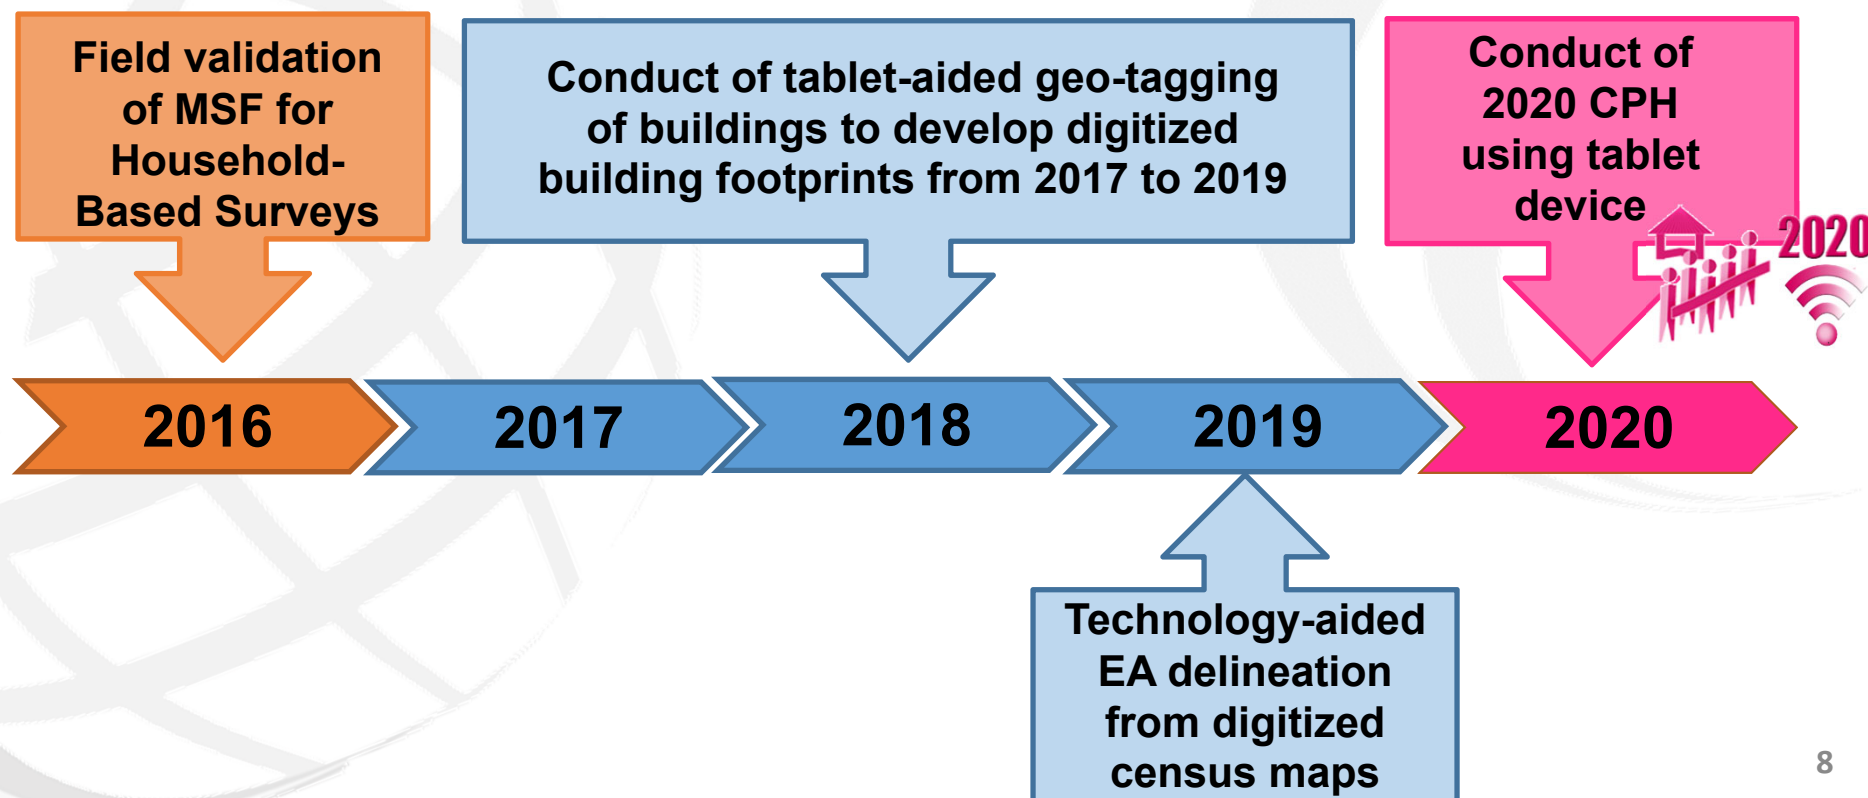 Field validation
of MSF for
Household-
Based Surveys
Conduct of tablet-aided geo-tagging
of buildings to develop digitized
building footprints from 2017 to 2019
Conduct of
2020 CPH
using tablet
device
2020
2016
2017
2018
2019
2020
Technology-aided
EA delineation
from digitized
census maps
8